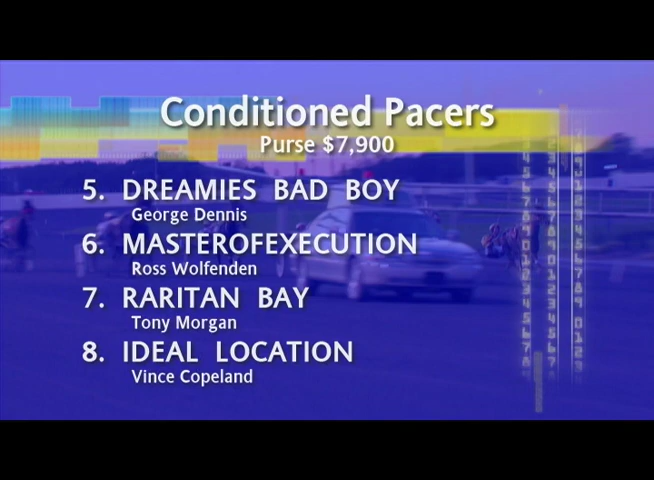 Conditioned Pacers
Purse $7,900
5. DREAMIES BAD BOY
George Dennis
6. MASTEROFEXECUTION
Ross Wolfenden
7. RARITAN BAY
Tony Morgan
8. IDEAL LOCATION
Vince Copeland